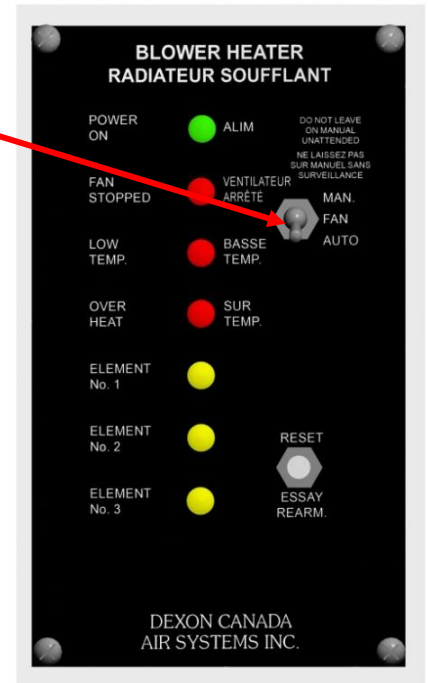 BLOWER HEATER
RADIATEUR SOUFFLANT
POWER
ON
ALIM
DO NOT LEAVE
ON MANUAL
UNATTENDED
NE LAISSEZ PAS
SUR MANUEL SANS
SURVEILLANCE
FAN
STOPPED
VENTILATEUR
ARRÊTÉ
MAN.
FAN
AUTO
LOW
TEMP.
BASSE
TEMP.
OVER
HEAT
SUR
TEMP.
ELEMENT
No. 1
ELEMENT
No. 2
RESET
ESSAY
REARM.
ELEMENT
No. 3
DEXON CANADA
AIR SYSTEMS INC.